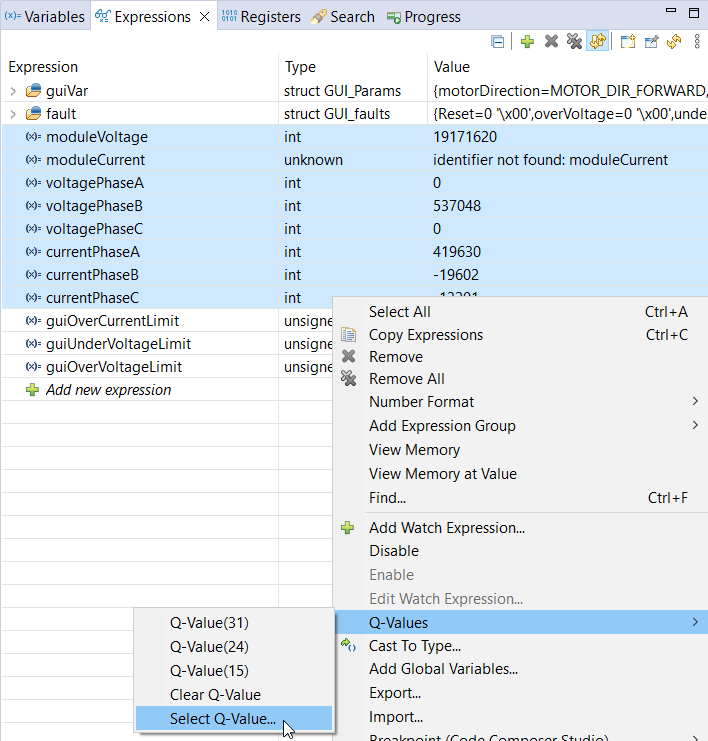 Variables Expressions Registers Search Progress
Expression Type Value
guiVar struct GUI_Params {motorDirection=MOTOR_DIR_FORWARD,
fault struct GUI_faults {Reset=0 '\x00',overVoltage=0 '\x00',unde
(x)= moduleVoltage int 19171620
(x)= moduleCurrent unknown identifier not found: moduleCurrent
(x)= voltagePhaseA int 0
(x)= voltagePhaseB int 537048
(x)= voltagePhaseC int 0
(x)= currentPhaseA int 419630
(x)= currentPhaseB int -19602
(x)= currentPhaseC int
(x)= guiOverCurrentLimit unsigne
(x)= guiUnderVoltageLimit unsigne
(x)= guiOverVoltageLimit unsigne
Add new expression
Select All Ctrl+A
Copy Expressions Ctrl+C
Remove
Remove All
Number Format
Add Expression Group
View Memory
View Memory at Value
Find... Ctrl+F
Add Watch Expression...
Disable
Enable
Edit Watch Expression...
Q-Values
Cast To Type...
Add Global Variables...
Export...
Import...
Breakpoint (Code Composer Studio)
Q-Value(31)
Q-Value(24)
Q-Value(15)
Clear Q-Value
Select Q-Value...